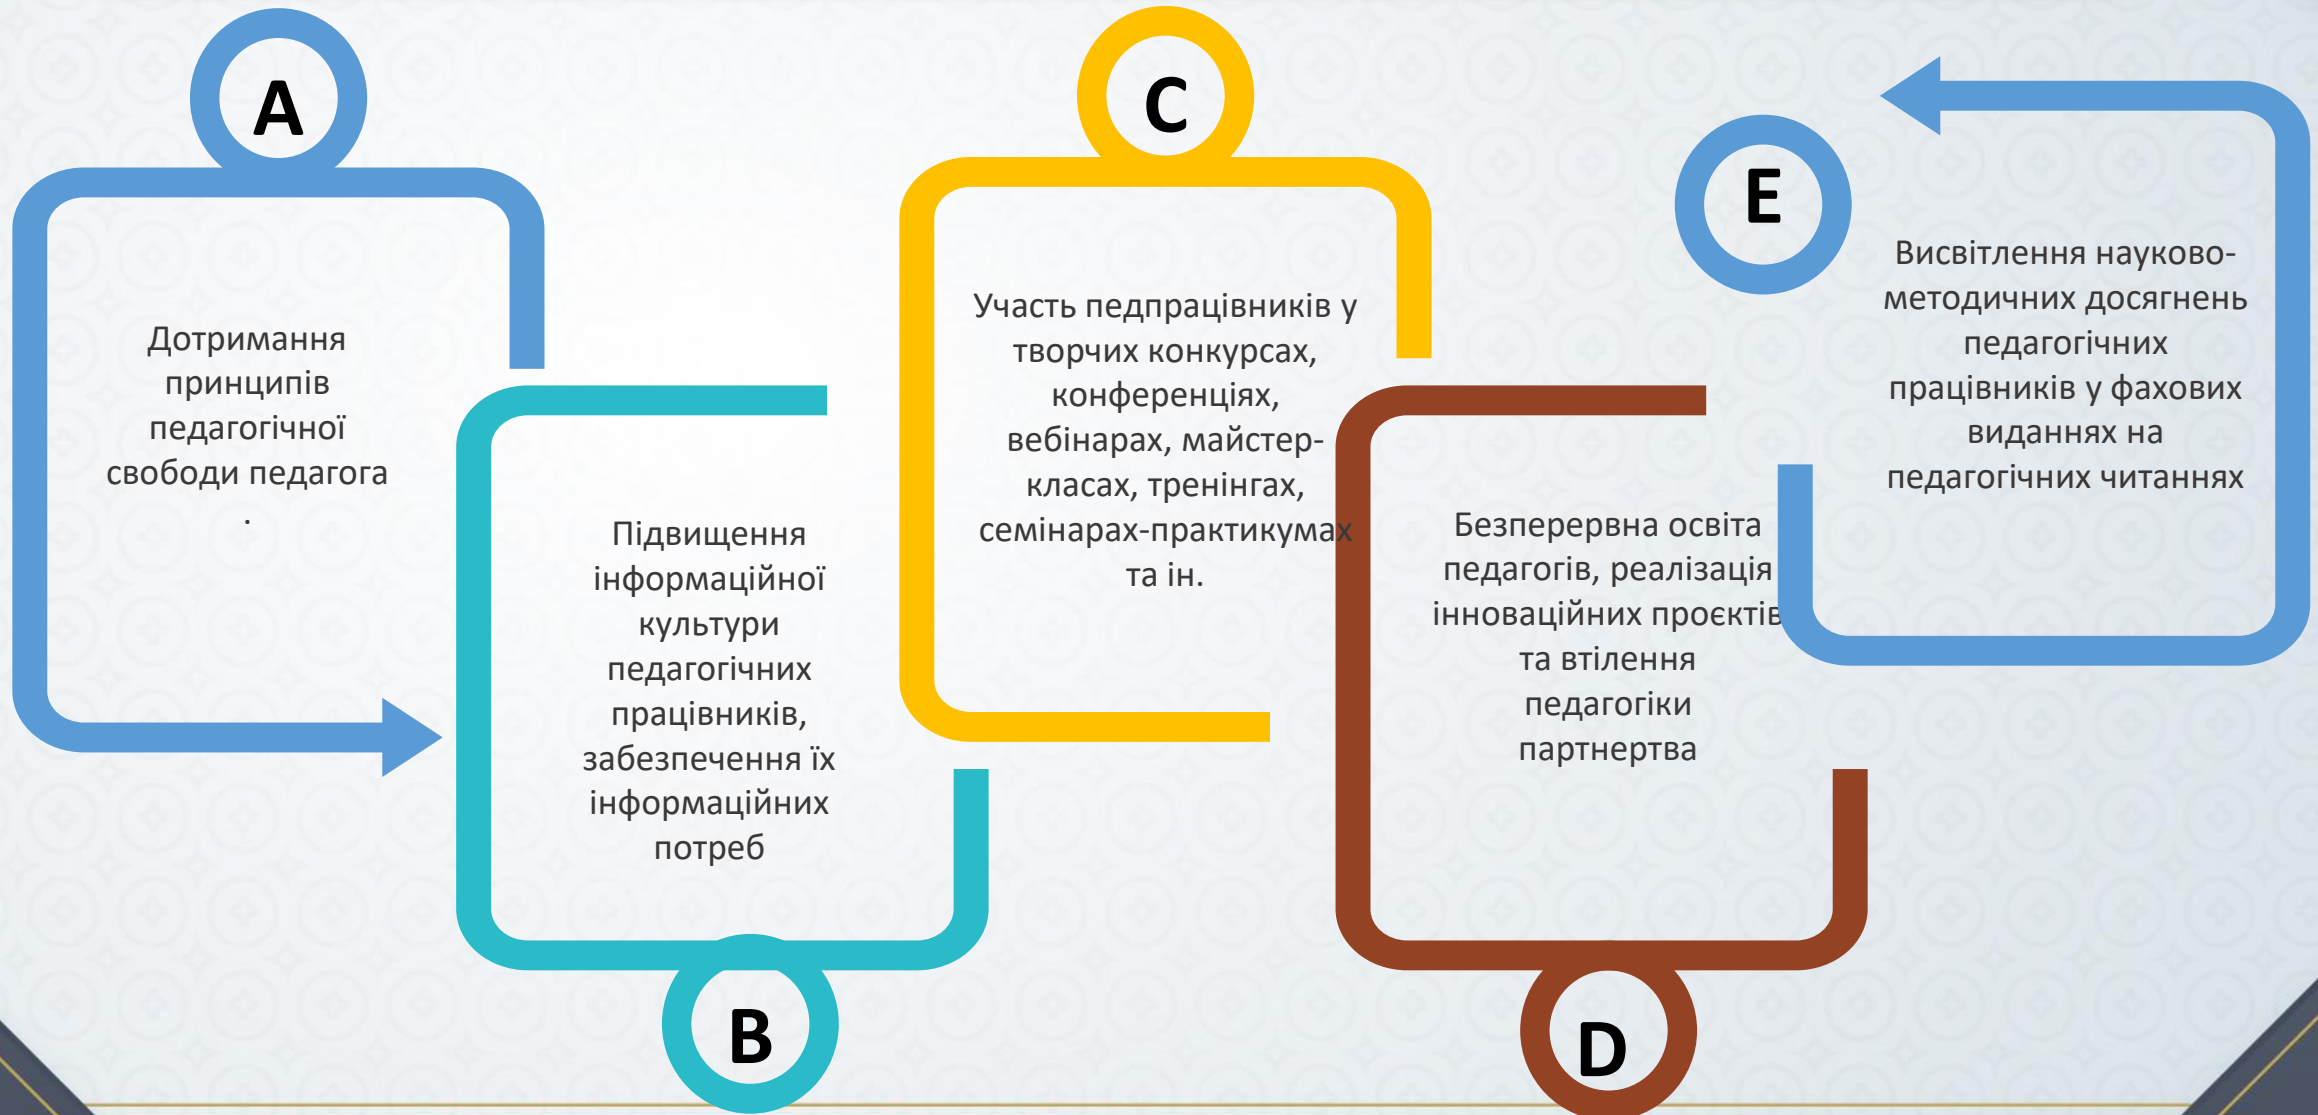 A
Дотримання
принципів
педагогічної
свободи педагога
.
Підвищення
інформаційної
культури
педагогічних
працівників,
забезпечення їх
інформаційних
потреб
B
C
Участь педпрацівників у
творчих конкурсах,
конференціях,
вебінарах, майстер-
класах, тренінгах,
семінарах-практикумах
та ін.
Безперервна освіта
педагогів, реалізація
інноваційних проєктів
та втілення
педагогіки
партнертва
D
E
Висвітлення науково-
методичних досягнень
педагогічних
працівників у фахових
виданнях на
педагогічних читаннях